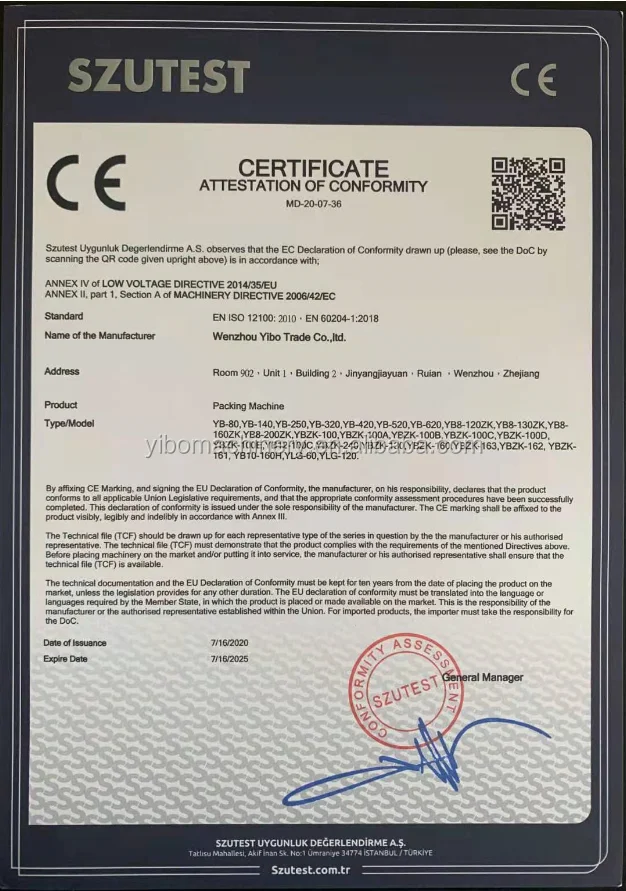 SZUTEST
CE
CE
CERTIFICATE
ATTESTATION OF CONFORMITY
MD-20-07-36
Szutest Uygunluk Degerlendirme A.S. observes that the EC Declaration of Conformity drawn up (please, see the DoC by
scanning the QR code given upright above) is in accordance with;
ANNEX IV of LOW VOLTAGE DIRECTIVE 2014/35/EU
ANNEX II, part 1, Section A of MACHINERY DIRECTIVE 2006/42/EC
Standard EN ISO 12100: 2010 · EN 60204-1:2018
Name of the Manufacturer Wenzhou Yibo Trade Co.,ltd.
Address Room 902 · Unit 1 · Building 2 · Jinyangjiayuan · Ruian · Wenzhou · Zhejiang
Product Packing Machine
Type/Model YB-80,YB-140,YB-250,YB-320,YB-420,YB-520,YB-620,YB8-120ZK,YB8-130ZK,YB8-
160ZK,YB8-200ZK,YBZK-100,YBZK-100A,YBZK-100B,YBZK-100C,YBZK-100D,
YBZK-162, YBZK-
161, YB10-160H,YLG-60,YLG-120.
By affixing CE Marking, and signing the EU Declaration of Conformity, the manufacturer, on his responsibility, declares that the product
conforms to all applicable Union Legislative requirements, and that the appropriate conformity assessment procedures have been successfully
completed. This declaration of conformity is issued under the sole responsibility of the manufacturer. The CE marking shall be affixed to the
product visibly, legibly and indelibly in accordance with Annex III.
The Technical file (TCF) should be drawn up for each representative type of the series in question by the the manufacturer or his authorised
representative. The technical file (TCF) must demonstrate that the product complies with the requirements of the mentioned Directives above.
Before placing machinery on the market and/or putting it into service, the manufacturer or his authorised representative shall ensure that the
technical file (TCF) is available.
The technical documentation and the EU Declaration of Conformity must be kept for ten years from the date of placing the product on the
market, unless the legislation provides for any other duration. The EU declaration of conformity must be translated into the language or
languages required by the Member State, in which the product is placed or made available on the market. This is the responsibility of the
manufacturer or the authorised representative established within the Union. For imported products, the importer must take the responsibility for
the DoC.
Date of Issuance 7/16/2020
Expire Date 7/16/2025
CONFORMITY ASSESSMENT
SZUTEST
General Manager
SZUTEST UYGUNLUK DEĞERLENDİRME A.Ş.
Tatlısu Mahallesi, Akif İnan Sk. No:1 Ümraniye 34774 İSTANBUL / TÜRKİYE
Szutest.com.tr